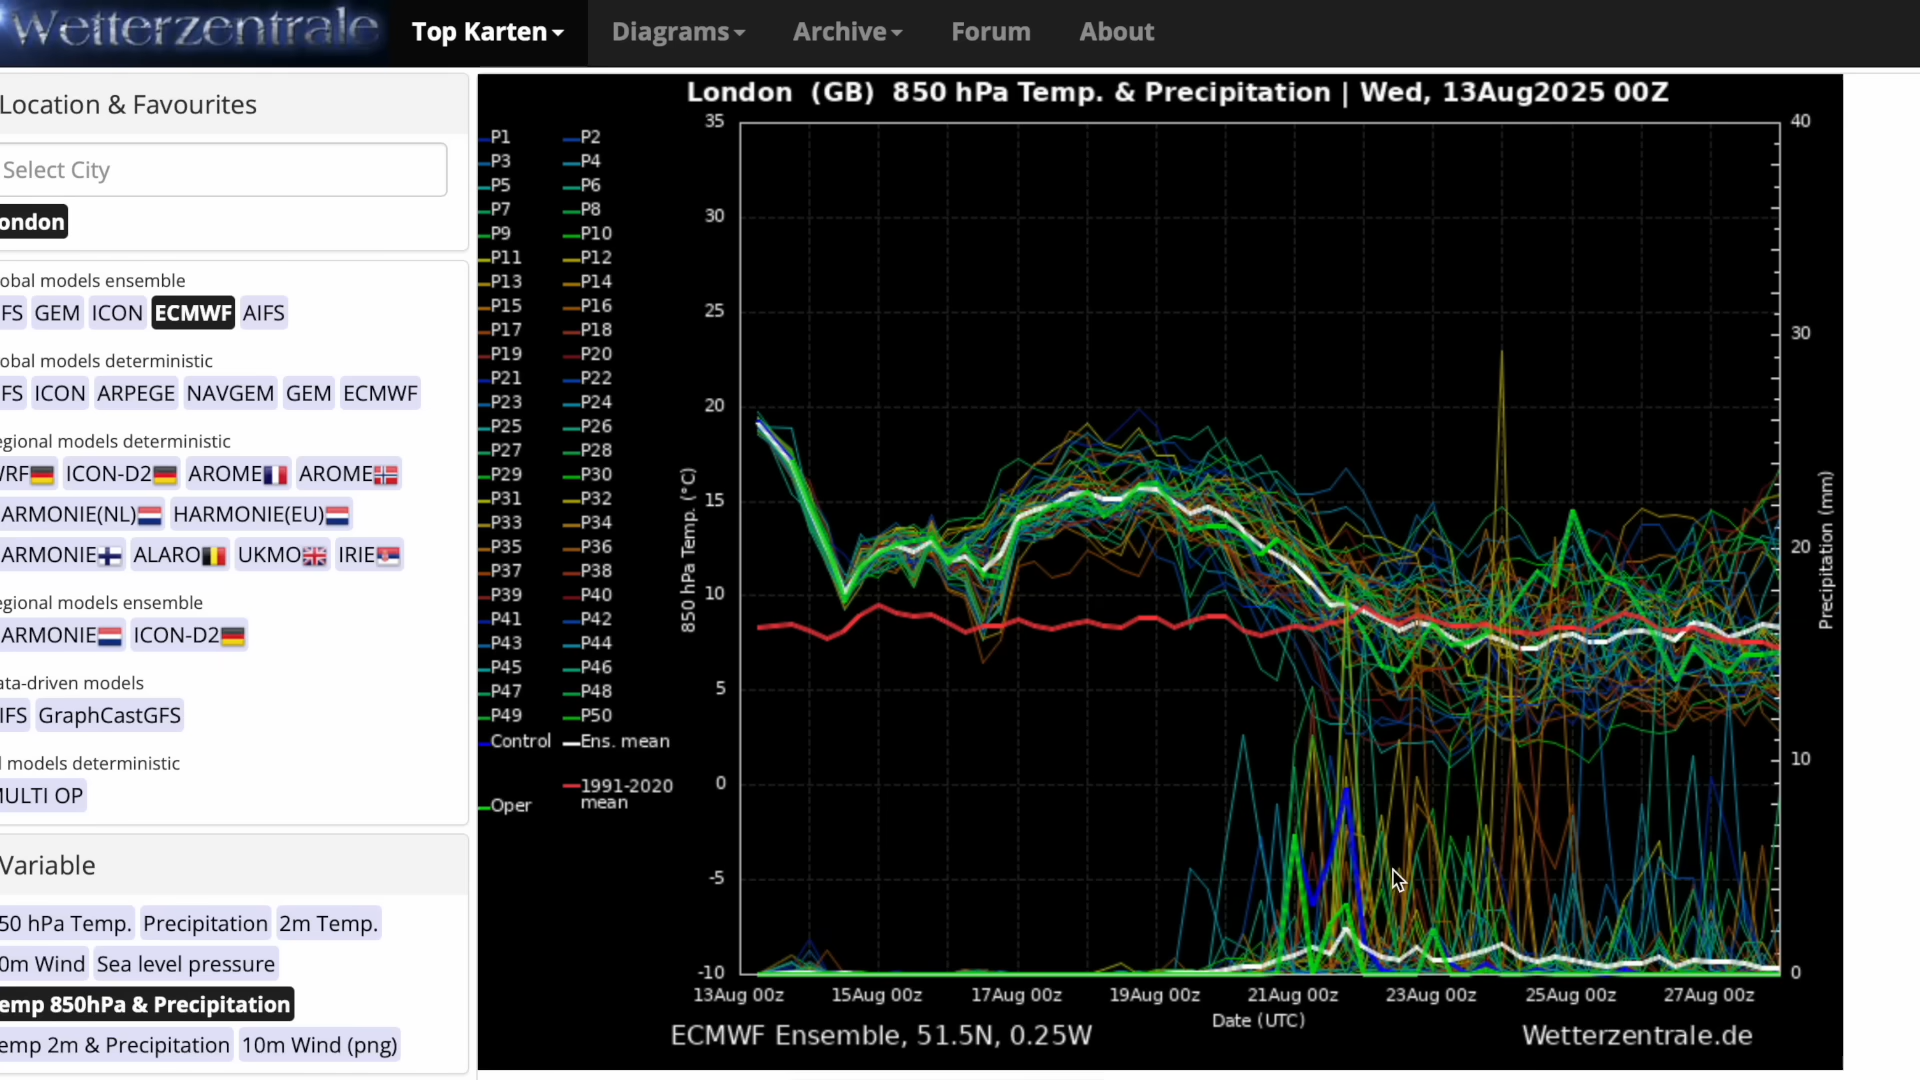 Wetterzentrale
Top Karten
Diagrams
Archive
Forum
About
Location & Favourites
Select City
ondon
obal models ensemble
FS GEM ICON ECMWF AIFS
obal models deterministic
FS ICON ARPEGE NAVGEM GEM ECMWF
egional models deterministic
WRF ICON-D2 AROME AROME
ARMONIE(NL) HARMONIE(EU)
ARMONIE ALARO UKMO IRIE
egional models ensemble
ARMONIE ICON-D2
ata-driven models
IFS GraphCastGFS
l models deterministic
MULTI OP
Variable
50 hPa Temp. Precipitation 2m Temp.
0m Wind Sea level pressure
emp 850hPa & Precipitation
emp 2m & Precipitation 10m Wind (png)
London (GB) 850 hPa Temp. & Precipitation | Wed, 13Aug2025 00Z
P1 P2
P3 P4
P5 P6
P7 P8
P9 P10
P11 P12
P13 P14
P15 P16
P17 P18
P19 P20
P21 P22
P23 P24
P25 P26
P27 P28
P29 P30
P31 P32
P33 P34
P35 P36
P37 P38
P39 P40
P41 P42
P43 P44
P45 P46
P47 P48
P49 P50
Control Ens. mean
1991-2020
mean
Oper
850 hPa Temp. (°C)
35
30
25
20
15
10
5
0
-5
-10
40
30
20
10
0
Precipitation (mm)
13Aug 00z 15Aug 00z 17Aug 00z 19Aug 00z 21Aug 00z 23Aug 00z 25Aug 00z 27Aug 00z
Date (UTC)
ECMWF Ensemble, 51.5N, 0.25W
Wetterzentrale.de